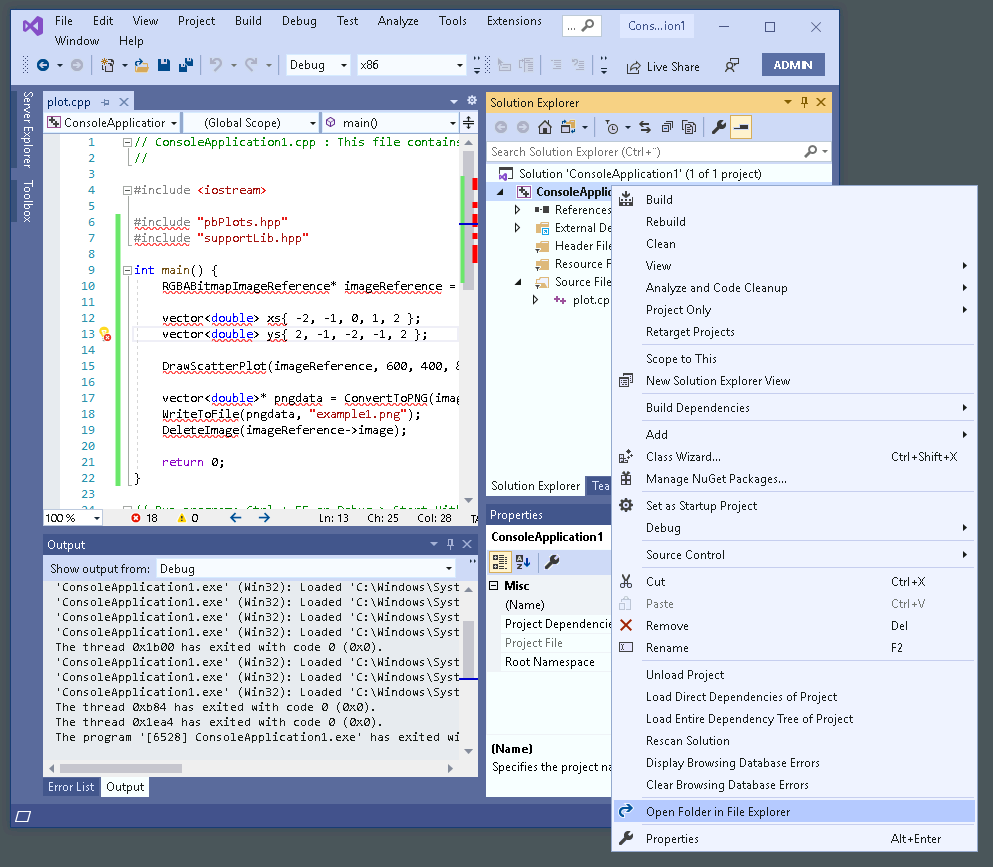 File Edit View Project Build Debug Test Analyze Tools Extensions
Window Help
... Cons...ion1
Debug x86 Live Share ADMIN
Server Explorer
Toolbox
plot.cpp
ConsoleApplication (Global Scope) main()
1 // ConsoleApplication1.cpp : This file contains
2 //
3
4 #include <iostream>
5
6 #include "pbPlots.hpp"
7 #include "supportLib.hpp"
8
9 int main() {
10 RGBABitmapImageReference* imageReference =
11
12 vector<double> xs{ -2, -1, 0, 1, 2 };
13 vector<double> ys{ 2, -1, -2, -1, 2 };
14
15 DrawScatterPlot(imageReference, 600, 400, &
16
17 vector<double>* pngdata = ConvertToPNG(imag
18 WriteToFile(pngdata, "example1.png");
19 DeleteImage(imageReference->image);
20
21 return 0;
22 }
23
100 % 18 0 Ln: 13 Ch: 25 Col: 28 TA
Output
Show output from: Debug
'ConsoleApplication1.exe' (Win32): Loaded 'C:\Windows\Syst
'ConsoleApplication1.exe' (Win32): Loaded 'C:\Windows\Syst
'ConsoleApplication1.exe' (Win32): Loaded 'C:\Windows\Syst
'ConsoleApplication1.exe' (Win32): Loaded 'C:\Windows\Syst
The thread 0x1b00 has exited with code 0 (0x0).
'ConsoleApplication1.exe' (Win32): Loaded 'C:\Windows\Syst
'ConsoleApplication1.exe' (Win32): Loaded 'C:\Windows\Syst
'ConsoleApplication1.exe' (Win32): Loaded 'C:\Windows\Syst
The thread 0xb84 has exited with code 0 (0x0).
The thread 0x1ea4 has exited with code 0 (0x0).
The program '[6528] ConsoleApplication1.exe' has exited wi
Error List Output
Solution Explorer
Search Solution Explorer (Ctrl+¨)
Solution 'ConsoleApplication1' (1 of 1 project)
ConsoleApplic
References
External De
Header File
Resource F
Source File
plot.cp
Solution Explorer Tea
Properties
ConsoleApplication1
Misc
(Name)
Project Dependencie
Project File
Root Namespace
(Name)
Specifies the project na
Build
Rebuild
Clean
View
Analyze and Code Cleanup
Project Only
Retarget Projects
Scope to This
New Solution Explorer View
Build Dependencies
Add
Class Wizard... Ctrl+Shift+X
Manage NuGet Packages...
Set as Startup Project
Debug
Source Control
Cut Ctrl+X
Paste Ctrl+V
Remove Del
Rename F2
Unload Project
Load Direct Dependencies of Project
Load Entire Dependency Tree of Project
Rescan Solution
Display Browsing Database Errors
Clear Browsing Database Errors
Open Folder in File Explorer
Properties Alt+Enter